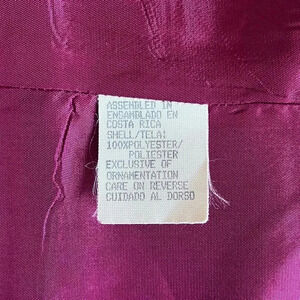 ASSEMBLED IN
ENSAMBLADO EN
COSTA RICA
SHELL/TELA:
100%POLYESTER/
POLIESTER
EXCLUSIVE OF
ORNAMENTATION
CARE ON REVERSE
CUIDADO AL DORSO